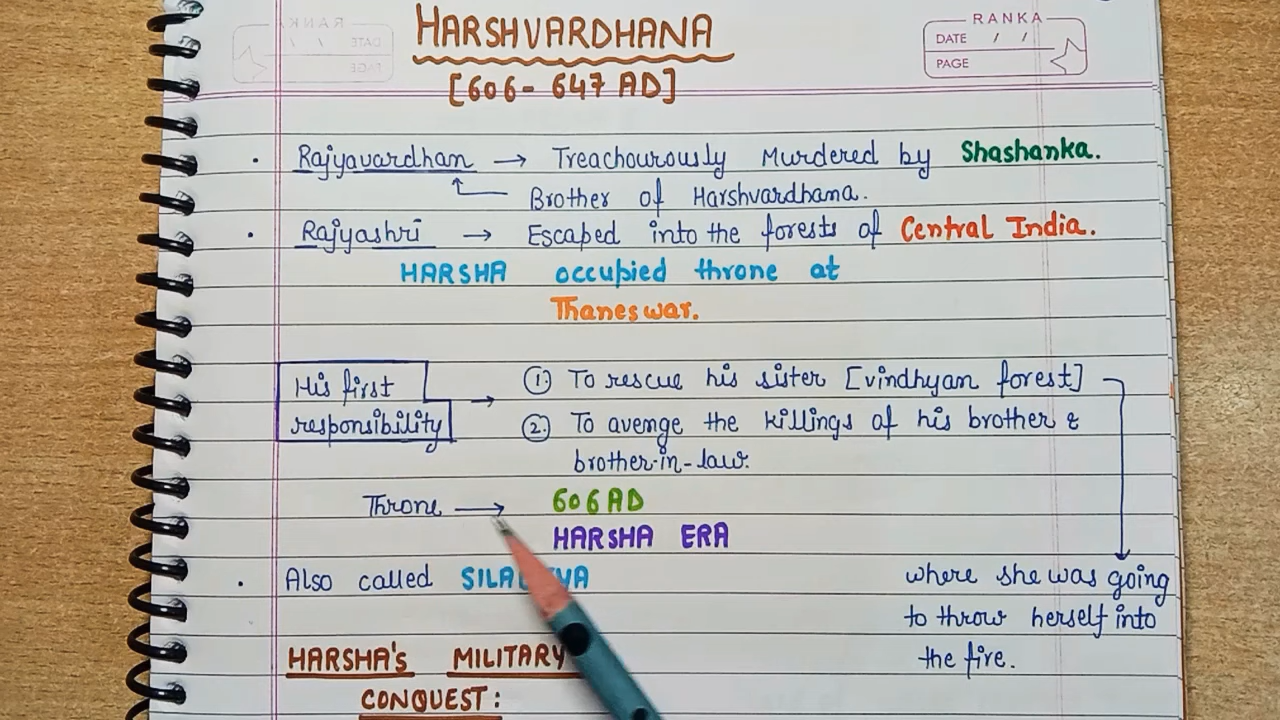 HARSHVARDHANA
[606- 647 AD]
RANKA
DATE / /
PAGE
Rajyavardhan → Treachourously Murdered by Shashanka.
Brother of Harshvardhana.
Rajyashri → Escaped into the forests of Central India.
HARSHA occupied throne at
Thaneswar.
His first
responsibility →
① To rescue his sister [vindhyan forest]
② To avenge the killings of his brother &
brother-in-law.
Throne → 606 AD
HARSHA ERA
Also called
where she was going
to throw herself into
the fire.
HARSHA's MILITARY
CONQUEST: